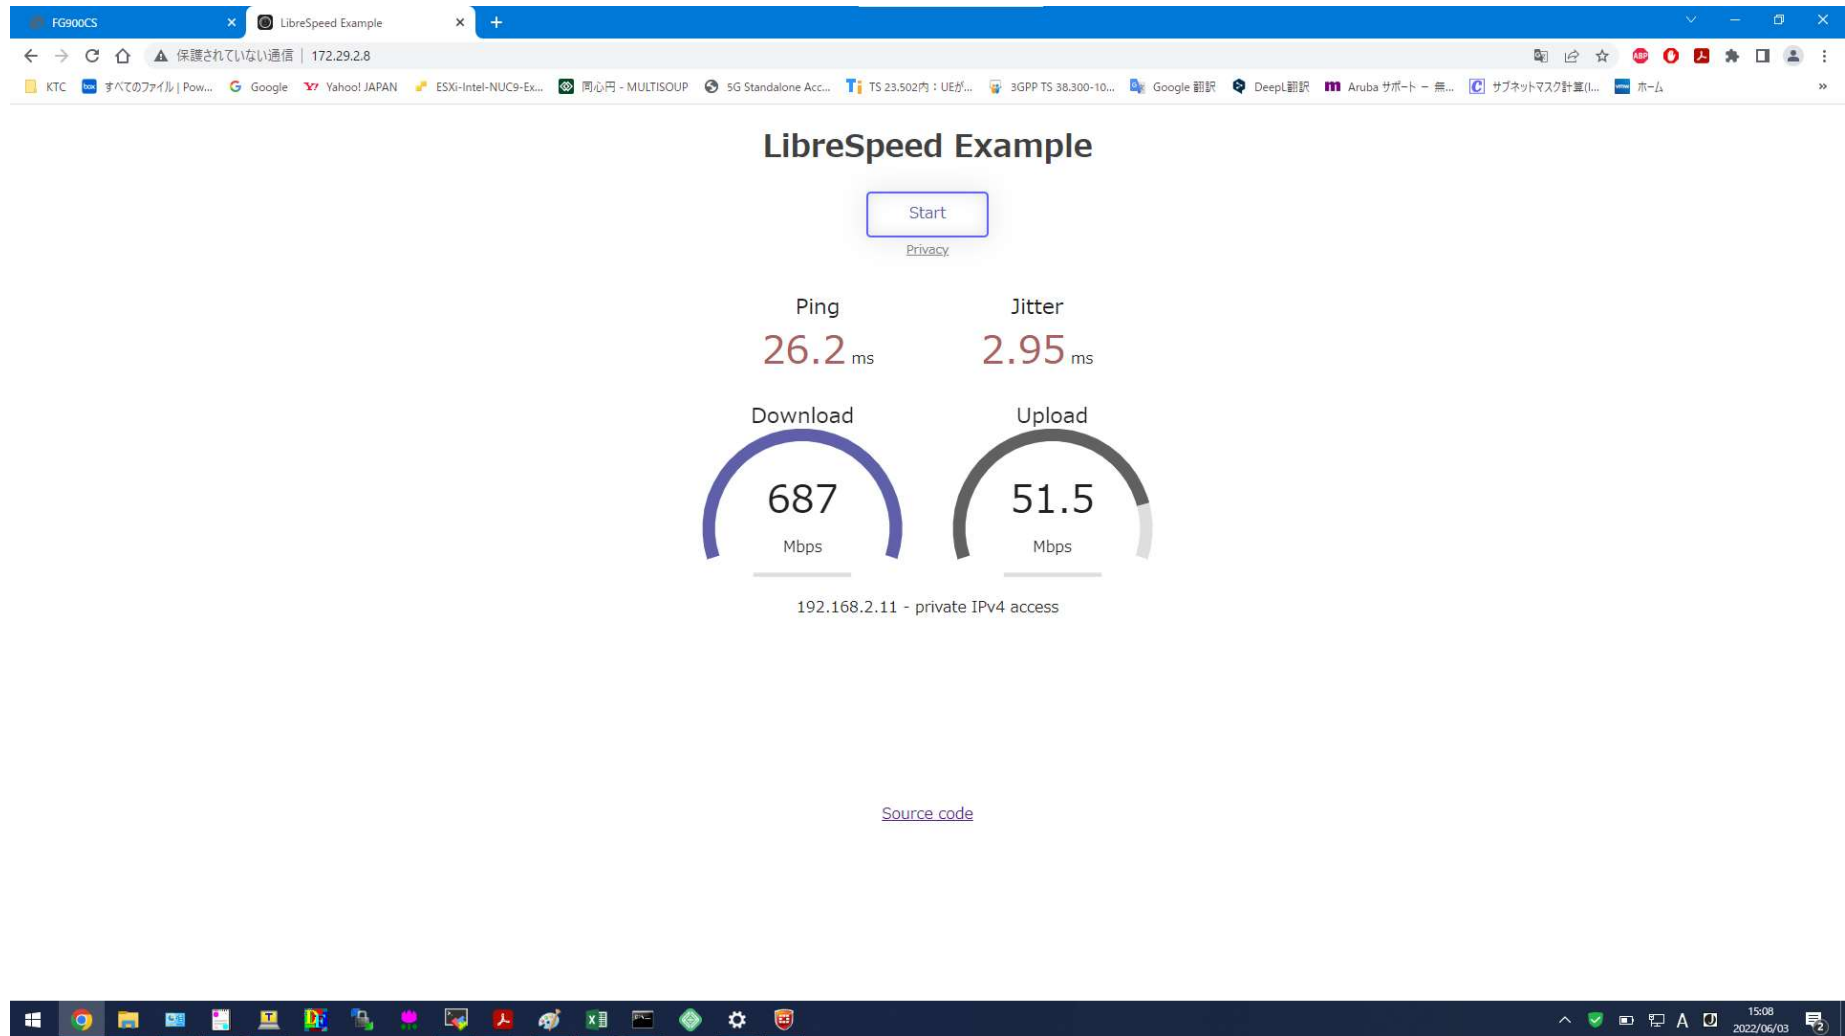 FG900CS
LibreSpeed Example
保護されていない通信 | 172.29.2.8
KTC
すべてのファイル | Pow...
Google
Yahoo! JAPAN
ESXi-Intel-NUC9-Ex...
同心円 - MULTISOUP
5G Standalone Acc...
TS 23.502内：UEが...
3GPP TS 38.300-10...
Google 翻訳
DeepL翻訳
Aruba サポート – 無...
サブネットマスク計算(I...
ホーム
»
LibreSpeed Example
Start
Privacy
Ping
Jitter
26.2 ms
2.95 ms
Download
Upload
687
51.5
Mbps
Mbps
192.168.2.11 - private IPv4 access
Source code
A
15:08
2022/06/03
2